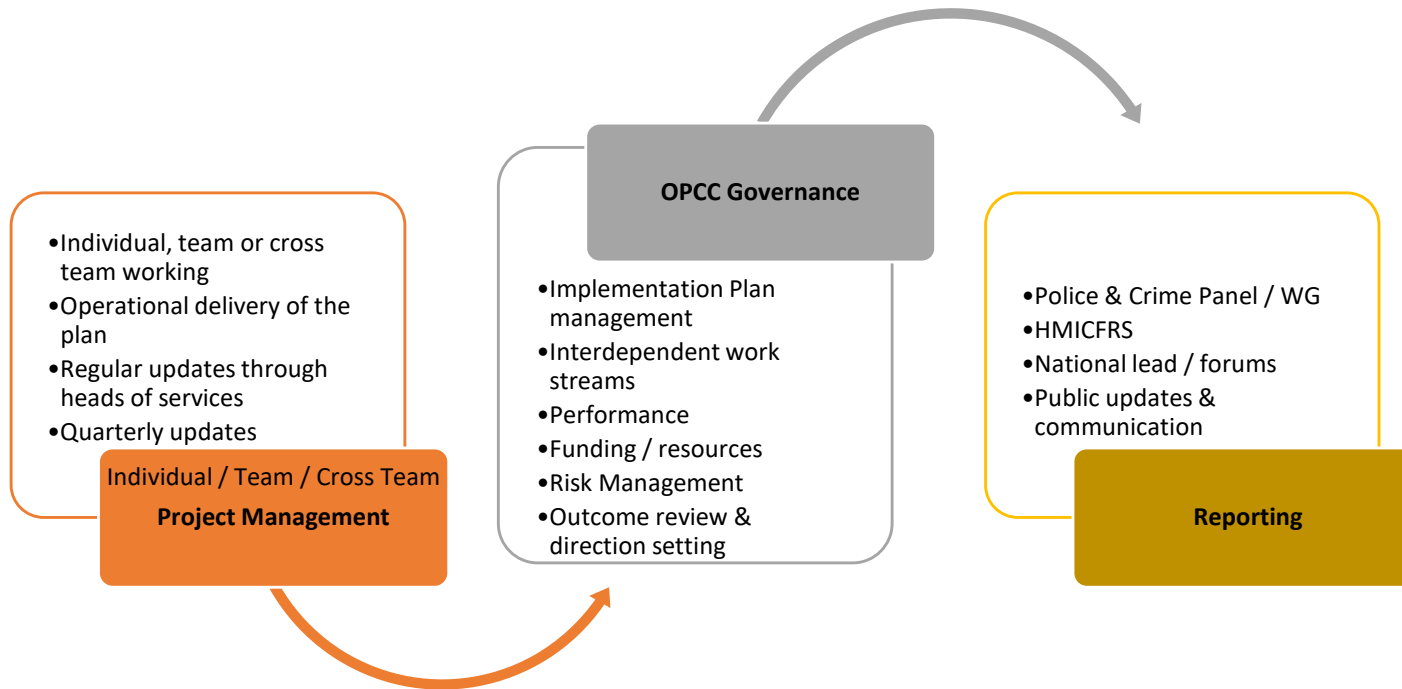 •Individual, team or cross
team working
•Operational delivery of the
plan
•Regular updates through
heads of services
•Quarterly updates
Individual / Team / Cross Team
Project Management
OPCC Governance
•Implementation Plan
management
•Interdependent work
streams
•Performance
•Funding / resources
•Risk Management
•Outcome review &
direction setting
•Police & Crime Panel / WG
•HMICFRS
•National lead / forums
•Public updates &
communication
Reporting